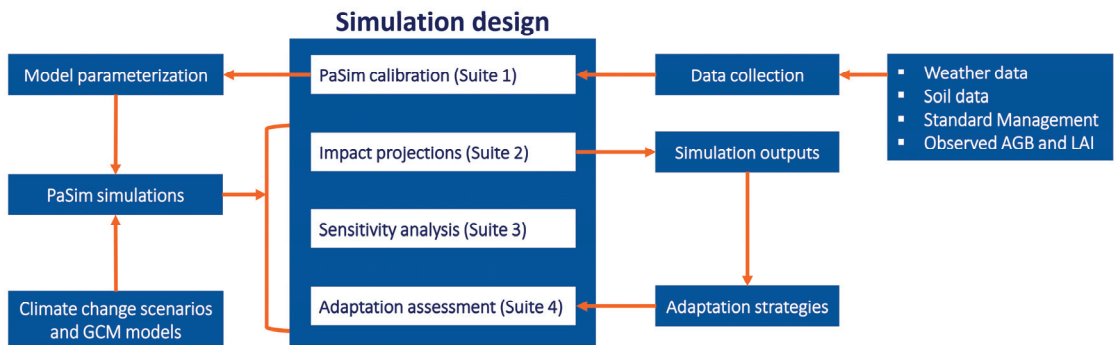 Simulation design
Model parameterization
PaSim calibration (Suite 1)
Data collection
▪ Weather data
▪ Soil data
▪ Standard Management
▪ Observed AGB and LAI
Impact projections (Suite 2)
Simulation outputs
PaSim simulations
Sensitivity analysis (Suite 3)
Climate change scenarios
and GCM models
Adaptation assessment (Suite 4)
Adaptation strategies